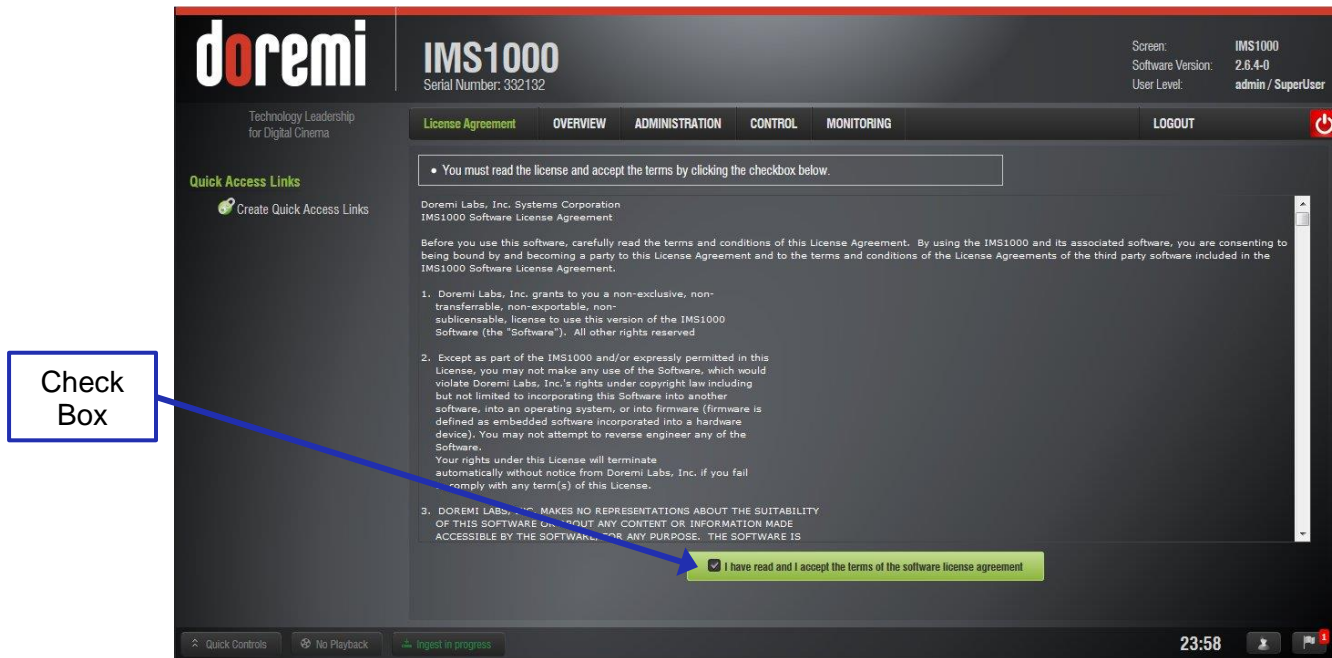 doremi
Technology Leadership
for Digital Cinema
IMS1000
Serial Number: 332132
Screen: IMS1000
Software Version: 2.6.4-0
User Level: admin / SuperUser
License Agreement OVERVIEW ADMINISTRATION CONTROL MONITORING LOGOUT
Quick Access Links
Create Quick Access Links
• You must read the license and accept the terms by clicking the checkbox below.
Doremi Labs, Inc. Systems Corporation
IMS1000 Software License Agreement
Before you use this software, carefully read the terms and conditions of this License Agreement. By using the IMS1000 and its associated software, you are consenting to
being bound by and becoming a party to this License Agreement and to the terms and conditions of the License Agreements of the third party software included in the
IMS1000 Software License Agreement.
1. Doremi Labs, Inc. grants to you a non-exclusive, non-
transferrable, non-exportable, non-
sublicensable, license to use this version of the IMS1000
Software (the "Software"). All other rights reserved
2. Except as part of the IMS1000 and/or expressly permitted in this
License, you may not make any use of the Software, which would
violate Doremi Labs, Inc.'s rights under copyright law including
but not limited to incorporating this Software into another
software, into an operating system, or into firmware (firmware is
defined as embedded software incorporated into a hardware
device). You may not attempt to reverse engineer any of the
Software.
Your rights under this License will terminate
automatically without notice from Doremi Labs, Inc. if you fail
comply with any term(s) of this License.
3. DOREMI LABS, INC. MAKES NO REPRESENTATIONS ABOUT THE SUITABILITY
OF THIS SOFTWARE OR ABOUT ANY CONTENT OR INFORMATION MADE
ACCESSIBLE BY THE SOFTWARE, FOR ANY PURPOSE. THE SOFTWARE IS
Check
Box
I have read and I accept the terms of the software license agreement
Quick Controls No Playback Ingest in progress 23:58 1